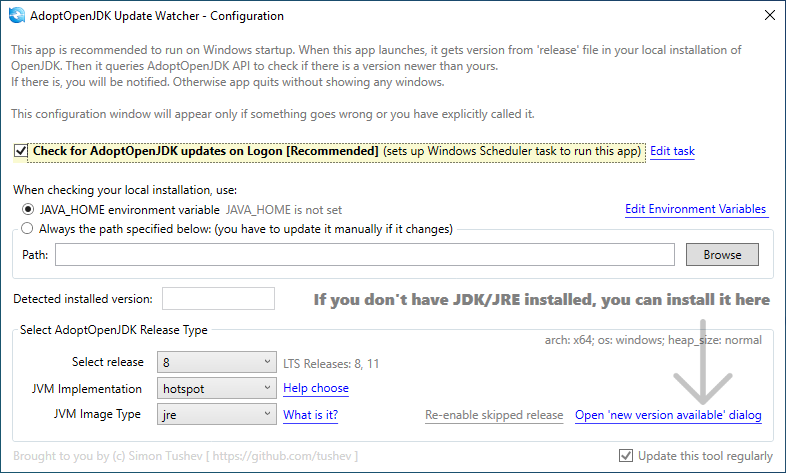 AdoptOpenJDK Update Watcher - Configuration
This app is recommended to run on Windows startup. When this app launches, it gets version from 'release' file in your local installation of
OpenJDK. Then it queries AdoptOpenJDK API to check if there is a version newer than yours.
If there is, you will be notified. Otherwise app quits without showing any windows.
This configuration window will appear only if something goes wrong or you have explicitly called it.
Check for AdoptOpenJDK updates on Logon [Recommended] (sets up Windows Scheduler task to run this app) Edit task
When checking your local installation, use:
JAVA_HOME environment variable JAVA_HOME is not set Edit Environment Variables
Always the path specified below: (you have to update it manually if it changes)
Path: Browse
Detected installed version: If you don't have JDK/JRE installed, you can install it here
Select AdoptOpenJDK Release Type
arch: x64; os: windows; heap_size: normal
Select release 8 LTS Releases: 8, 11
JVM Implementation hotspot Help choose
JVM Image Type jre What is it? Re-enable skipped release Open 'new version available' dialog
Brought to you by (c) Simon Tushev [ https://github.com/tushev ] Update this tool regularly